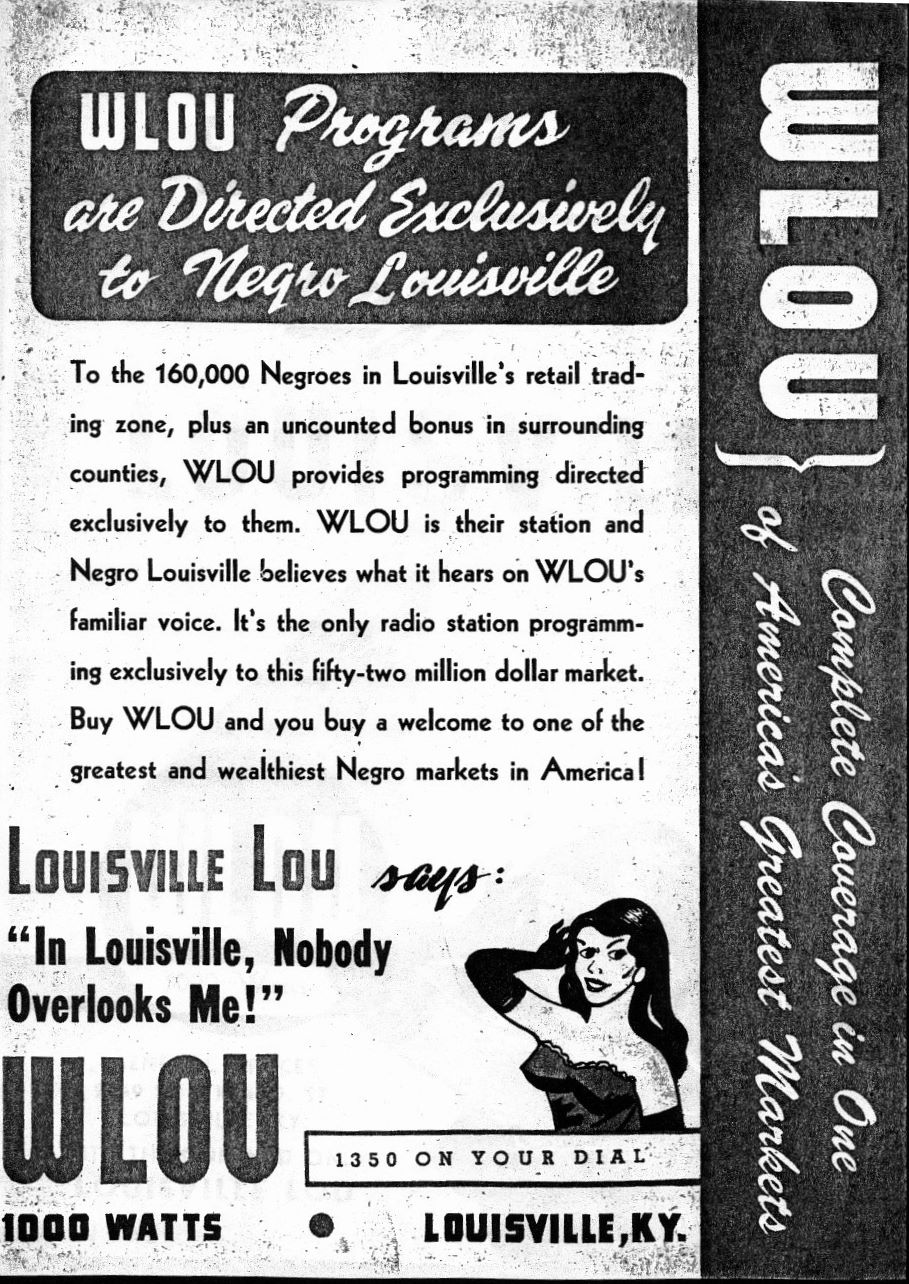 WLOU Programs
are Directed Exclusively
to Negro Louisville
To the 160,000 Negroes in Louisville's retail trad-
ing zone, plus an uncounted bonus in surrounding
counties, WLOU provides programming directed
exclusively to them. WLOU is their station and
Negro Louisville believes what it hears on WLOU's
familiar voice. It's the only radio station programm-
ing exclusively to this fifty-two million dollar market.
Buy WLOU and you buy a welcome to one of the
greatest and wealthiest Negro markets in America!
LOUISVILLE LOU says:
“In Louisville, Nobody
Overlooks Me!”
WLOU
1350 ON YOUR DIAL
1000 WATTS • LOUISVILLE, KY.
WLOU }
Complete Coverage in One
of America's Greatest Markets